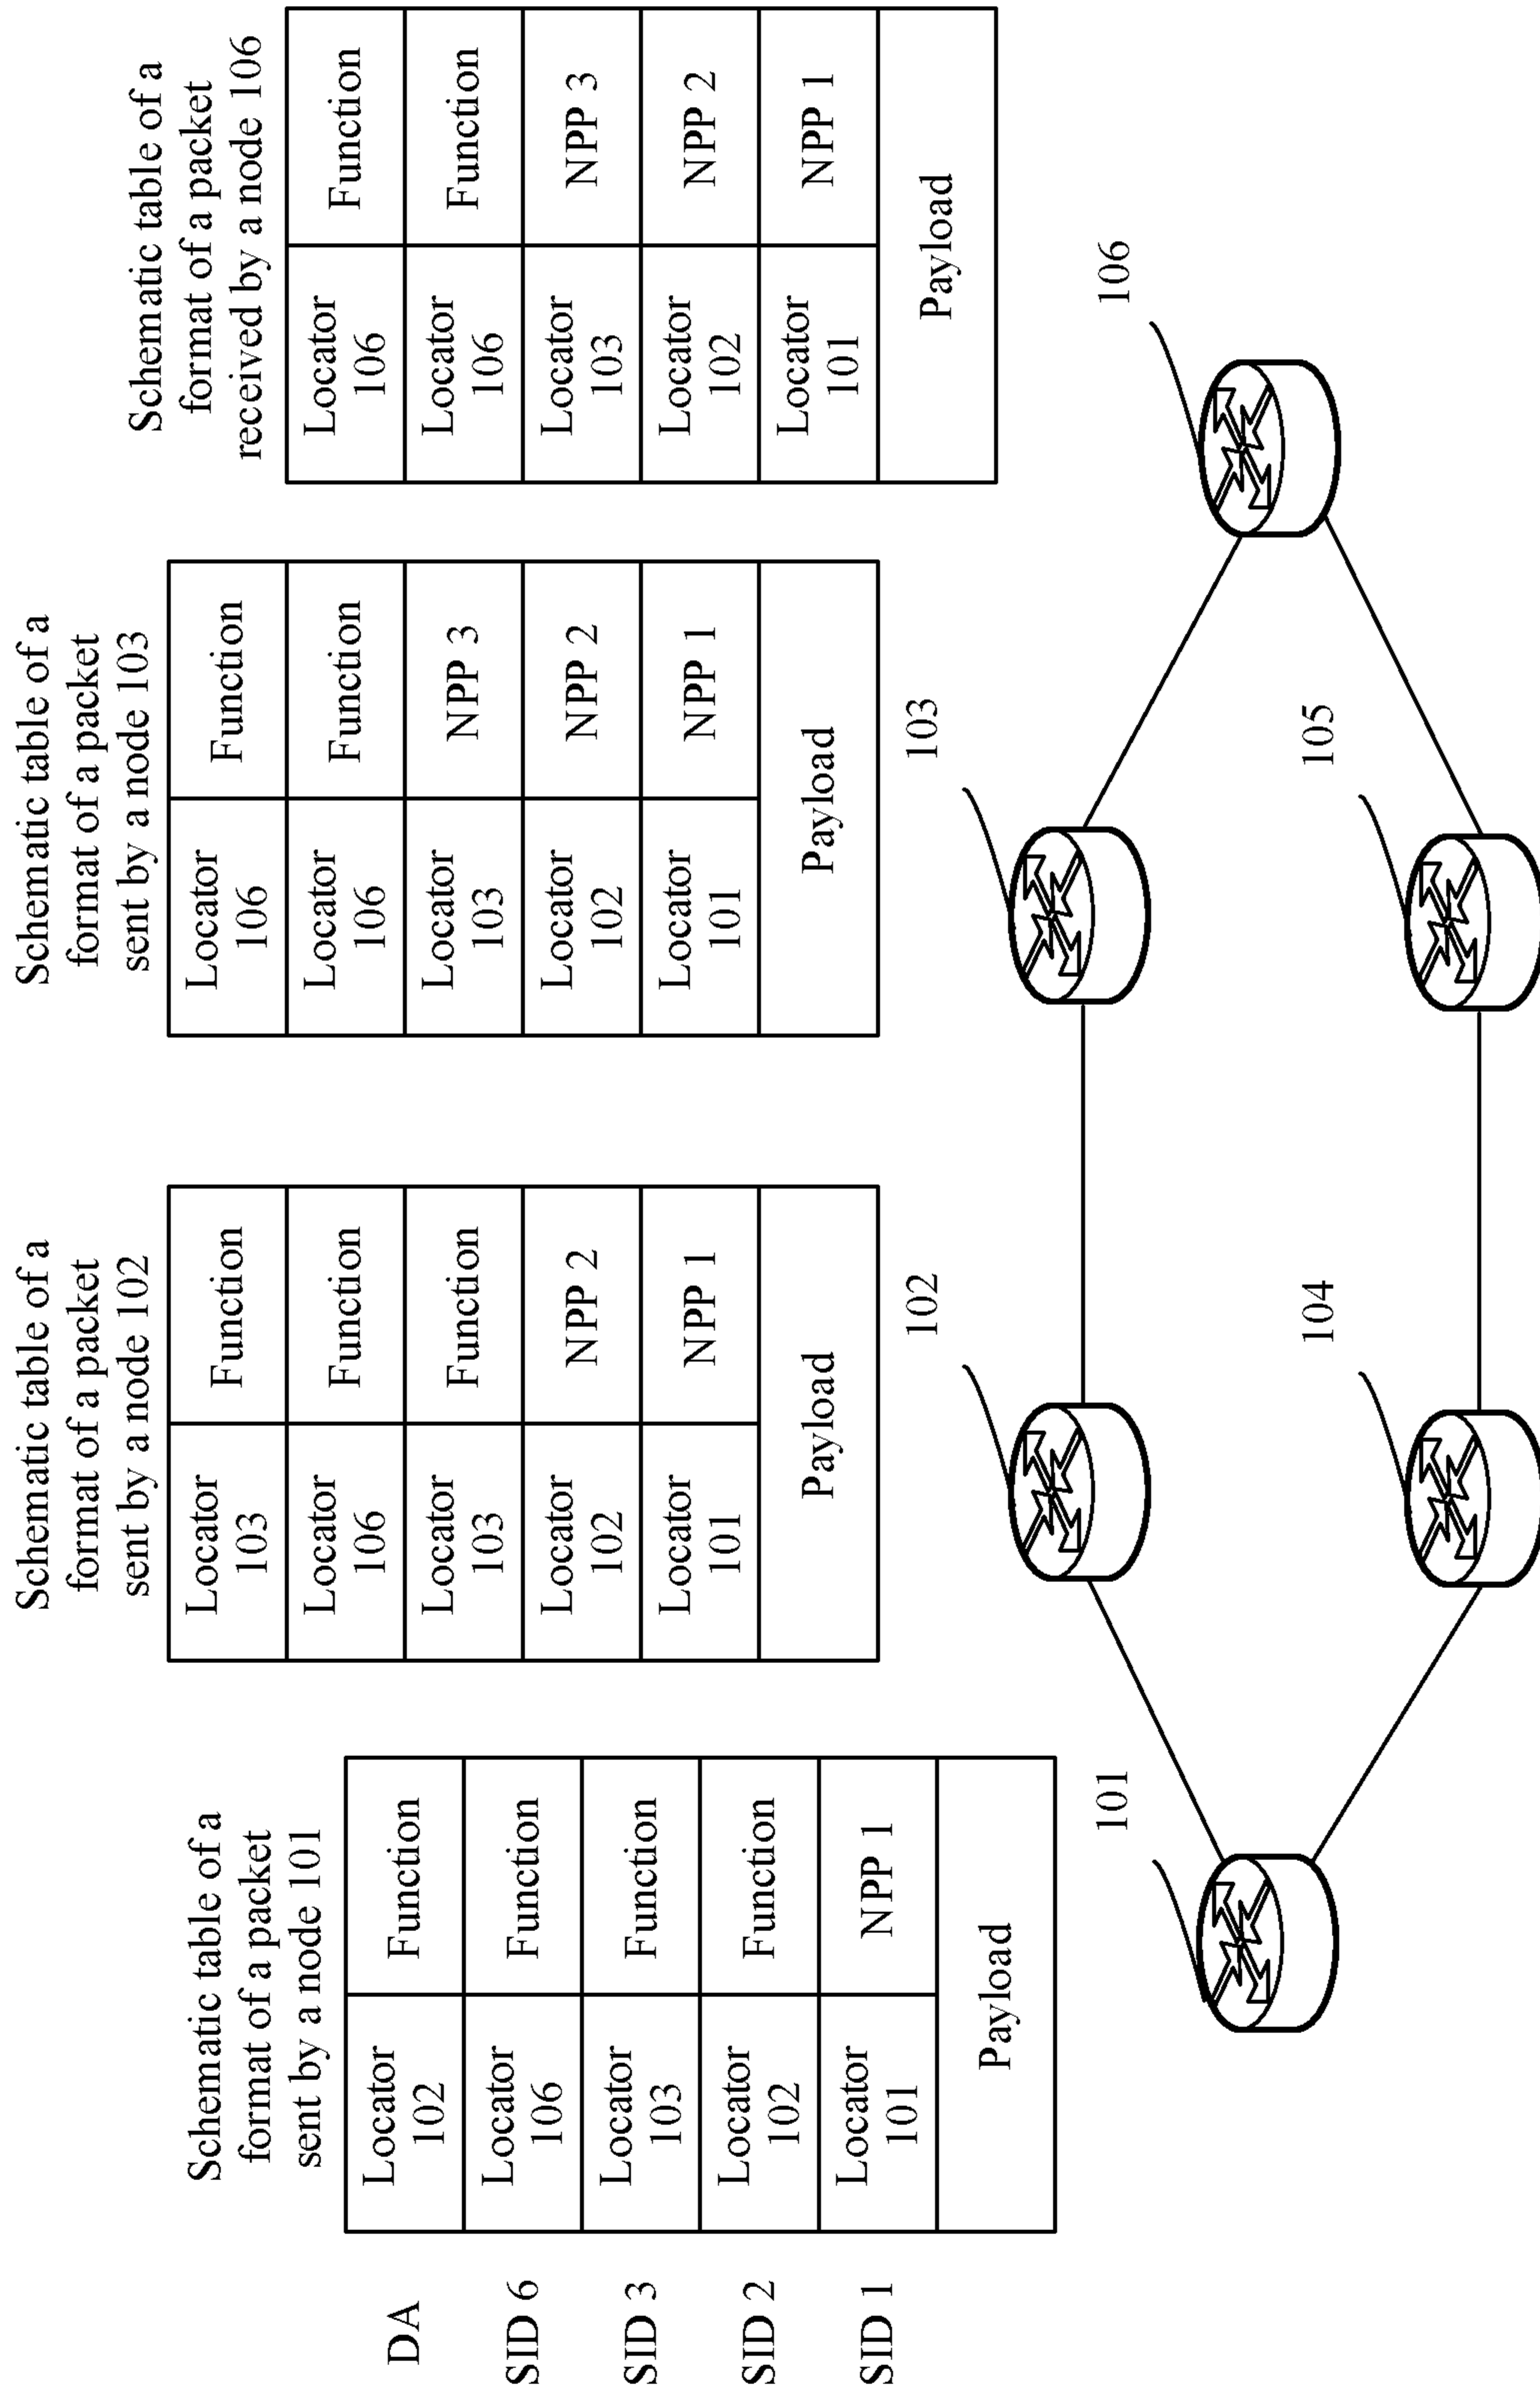 Schematic table of a
format of a packet
sent by a node 101
DA
Locator
102
Function
SID 6
Locator
106
Function
SID 3
Locator
103
Function
SID 2
Locator
102
Function
SID 1
Locator
101
NPP 1
Payload
Schematic table of a
format of a packet
sent by a node 102
Locator
103
Function
Locator
106
Function
Locator
103
Function
Locator
102
NPP 2
Locator
101
NPP 1
Payload
Schematic table of a
format of a packet
sent by a node 103
Locator
106
Function
Locator
106
Function
Locator
103
NPP 3
Locator
102
NPP 2
Locator
101
NPP 1
Payload
Schematic table of a
format of a packet
received by a node 106
Locator
106
Function
Locator
106
Function
Locator
103
NPP 3
Locator
102
NPP 2
Locator
101
NPP 1
Payload
101
102
103
106
104
105